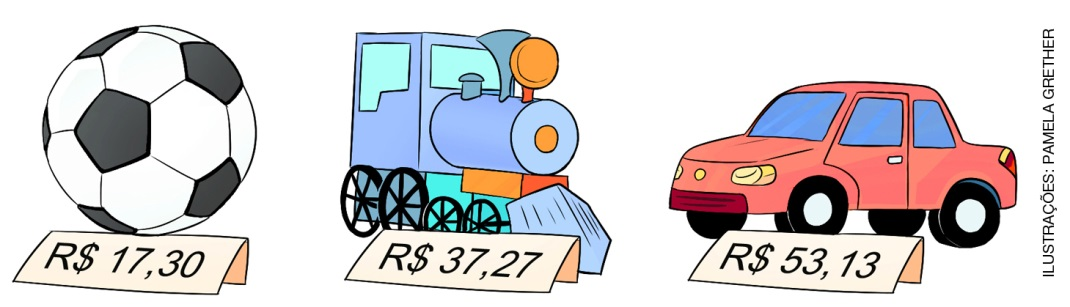 R$ 17,30
R$ 37,27
R$ 53,13
ILUSTRAÇÕES: PAMELA GRETHER